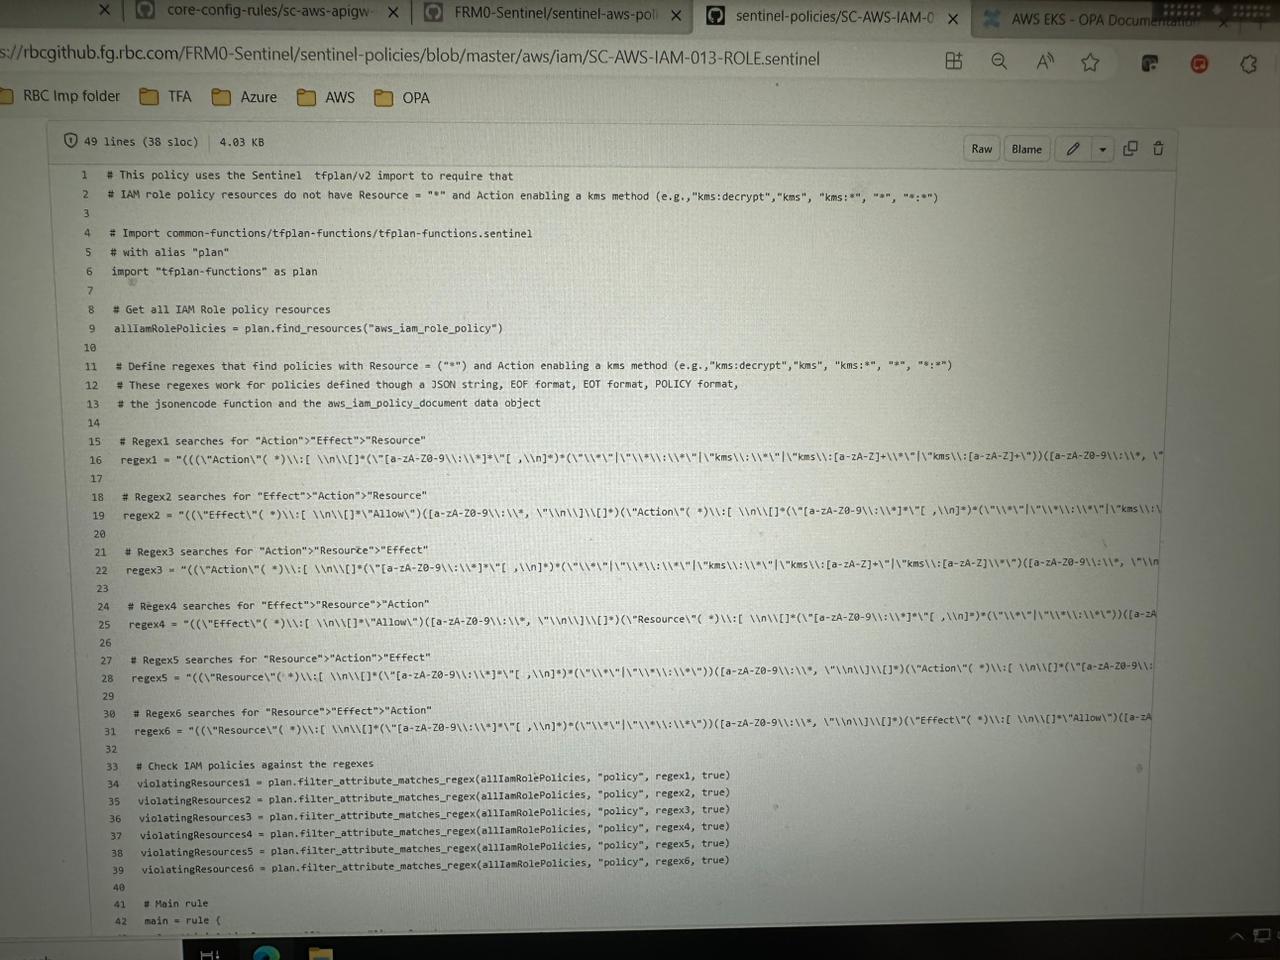 core-config-rules/sc-aws-apigw-
FRM0-Sentinel/sentinel-aws-poli
sentinel-policies/SC-AWS-IAM-0
AWS EKS - OPA Documentation
s://rbcgithub.fg.rbc.com/FRM0-Sentinel/sentinel-policies/blob/master/aws/iam/SC-AWS-IAM-013-ROLE.sentinel
RBC Imp folder TFA Azure AWS OPA
49 lines (38 sloc) 4.03 KB Raw Blame
1 # This policy uses the Sentinel  tfplan/v2 import to require that
2 # IAM role policy resources do not have Resource = "*" and Action enabling a kms method (e.g.,"kms:decrypt","kms", "kms:*", "*", "*:*")
3
4 # Import common-functions/tfplan-functions/tfplan-functions.sentinel
5 # with alias "plan"
6 import "tfplan-functions" as plan
7
8 # Get all IAM Role policy resources
9 allIamRolePolicies = plan.find_resources("aws_iam_role_policy")
10
11 # Define regexes that find policies with Resource = ("*") and Action enabling a kms method (e.g.,"kms:decrypt","kms", "kms:*", "*", "*:*")
12 # These regexes work for policies defined though a JSON string, EOF format, EOT format, POLICY format,
13 # the jsonencode function and the aws_iam_policy_document data object
14
15 # Regex1 searches for "Action">"Effect">"Resource"
16 regex1 = "(((\"Action\"( *)\\:[ \\n\\[]*(\"[a-zA-Z0-9\\:\\*]*\"[ ,\\n]*)*(\"\\*\"|\"\\*\\:\\*\"|\"kms\\:\\*\"|\"kms\\:[a-zA-Z]+\\*\"|\"kms\\:[a-zA-Z]+\"))([a-zA-Z0-9\\:\\*, \"
17
18 # Regex2 searches for "Effect">"Action">"Resource"
19 regex2 = "((\"Effect\"( *)\\:[ \\n\\[]*\"Allow\")([a-zA-Z0-9\\:\\*, \"\\n\\]\\[]*)(\"Action\"( *)\\:[ \\n\\[]*(\"[a-zA-Z0-9\\:\\*]*\"[ ,\\n]*)*(\"\\*\"|\"\\*\\:\\*\"|\"kms\\:\
20
21 # Regex3 searches for "Action">"Resource">"Effect"
22 regex3 = "((\"Action\"( *)\\:[ \\n\\[]*(\"[a-zA-Z0-9\\:\\*]*\"[ ,\\n]*)*(\"\\*\"|\"\\*\\:\\*\"|\"kms\\:\\*\"|\"kms\\:[a-zA-Z]+\"|\"kms\\:[a-zA-Z]\\*\")([a-zA-Z0-9\\:\\*, \"\\n
23
24 # Regex4 searches for "Effect">"Resource">"Action"
25 regex4 = "((\"Effect\"( *)\\:[ \\n\\[]*\"Allow\")([a-zA-Z0-9\\:\\*, \"\\n\\]\\[]*)(\"Resource\"( *)\\:[ \\n\\[]*(\"[a-zA-Z0-9\\:\\*]*\"[ ,\\n]*)*(\"\\*\"|\"\\*\\:\\*\"))([a-zA
26
27 # Regex5 searches for "Resource">"Action">"Effect"
28 regex5 = "((\"Resource\"( *)\\:[ \\n\\[]*(\"[a-zA-Z0-9\\:\\*]*\"[ ,\\n]*)*(\"\\*\"|\"\\*\\:\\*\"))([a-zA-Z0-9\\:\\*, \"\\n\\]\\[]*)(\"Action\"( *)\\:[ \\n\\[]*(\"[a-zA-Z0-9\\:
29
30 # Regex6 searches for "Resource">"Effect">"Action"
31 regex6 = "((\"Resource\"( *)\\:[ \\n\\[]*(\"[a-zA-Z0-9\\:\\*]*\"[ ,\\n]*)*(\"\\*\"|\"\\*\\:\\*\"))([a-zA-Z0-9\\:\\*, \"\\n\\]\\[]*)(\"Effect\"( *)\\:[ \\n\\[]*\"Allow\")([a-zA
32
33 # Check IAM policies against the regexes
34 violatingResources1 = plan.filter_attribute_matches_regex(allIamRolePolicies, "policy", regex1, true)
35 violatingResources2 = plan.filter_attribute_matches_regex(allIamRolePolicies, "policy", regex2, true)
36 violatingResources3 = plan.filter_attribute_matches_regex(allIamRolePolicies, "policy", regex3, true)
37 violatingResources4 = plan.filter_attribute_matches_regex(allIamRolePolicies, "policy", regex4, true)
38 violatingResources5 = plan.filter_attribute_matches_regex(allIamRolePolicies, "policy", regex5, true)
39 violatingResources6 = plan.filter_attribute_matches_regex(allIamRolePolicies, "policy", regex6, true)
40
41 # Main rule
42 main = rule {